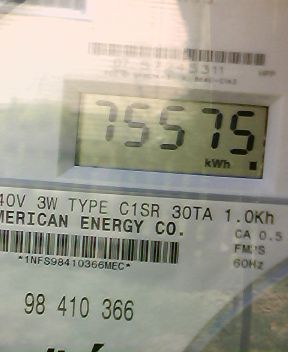 75575
kWh
40V 3W TYPE C1SR 30TA 1.0Kh
MERICAN ENERGY CO.
CA 0.5
FM2S
60Hz
*1NFS98410366MEC*
98 410 366